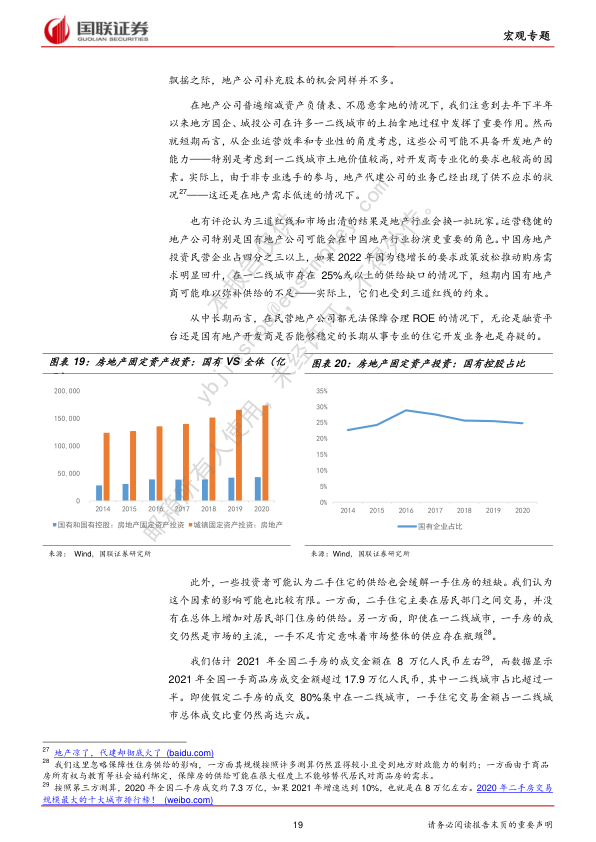 国联证券
GUOLIAN SECURITIES
宏观专题
飘摇之际，地产公司补充股本的机会同样并不多。
在地产公司普遍缩减资产负债表、不愿意拿地的情况下，我们注意到去年下半年
以来地方国企、城投公司在许多一二线城市的土拍拿地过程中发挥了重要作用。然而
就短期而言，从企业运营效率和专业性的角度考虑，这些公司可能不具备开发地产的
能力——特别是考虑到一二线城市土地价值较高，对开发商专业化的要求也较高的因
素。实际上，由于非专业选手的参与，地产代建公司的业务已经出现了供不应求的状
况27——这还是在地产需求低迷的情况下。
也有评论认为三道红线和市场出清的结果是地产行业会换一批玩家。运营稳健的
地产公司特别是国有地产公司可能会在中国地产行业扮演更重要的角色。中国房地产
投资民营企业占四分之三以上，如果 2022 年因为稳增长的要求政策放松推动购房需
求明显回升，在一二线城市存在 25%或以上的供给缺口的情况下，短期内国有地产
商可能难以弥补供给的不足——实际上，它们也受到三道红线的约束。
从中长期而言，在民营地产公司都无法保障合理 ROE 的情况下，无论是融资平
台还是国有地产开发商是否能够稳定的长期从事专业的住宅开发业务也是存疑的。
图表 19：房地产固定资产投资：国有 VS 全体（亿
图表 20：房地产固定资产投资：国有控股占比
200,000
150,000
100,000
50,000
0
2014 2015 2016 2017 2018 2019 2020
国有和国有控股：房地产固定资产投资 城镇固定资产投资：房地产
35%
30%
25%
20%
15%
10%
5%
0%
2014 2015 2016 2017 2018 2019 2020
国有企业占比
来源： Wind，国联证券研究所
来源：Wind，国联证券研究所
此外，一些投资者可能认为二手住宅的供给也会缓解一手住房的短缺。我们认为
这个因素的影响可能也比较有限。一方面，二手住宅主要在居民部门之间交易，并没
有在总体上增加对居民部门住房的供给。另一方面，即使在一二线城市，一手房的成
交仍然是市场的主流，一手不足肯定意味着市场整体的供应存在瓶颈28。
我们估计 2021 年全国二手房的成交金额在 8 万亿人民币左右29，而数据显示
2021 年全国一手商品房成交金额超过 17.9 万亿人民币，其中一二线城市占比超过一
半。即使假定二手房的成交 80%集中在一二线城市，一手住宅交易金额占一二线城
市总体成交比重仍然高达六成。
27 地产凉了，代建却彻底火了 (baidu.com)
28 我们这里忽略保障性住房供给的影响，一方面其规模按照许多测算仍然显得较小且受到地方财政能力的制约；一方面由于商品
房所有权与教育等社会福利绑定，保障房的供给可能在很大程度上不能够替代居民对商品房的需求。
29 按照第三方测算，2020 年全国二手房成交约 7.3 万亿，如果 2021 年增速达到 10%，也就是在 8 万亿左右。2020 年二手房交易
规模最大的十大城市排行榜！ (weibo.com)
19
请务必阅读报告末页的重要声明